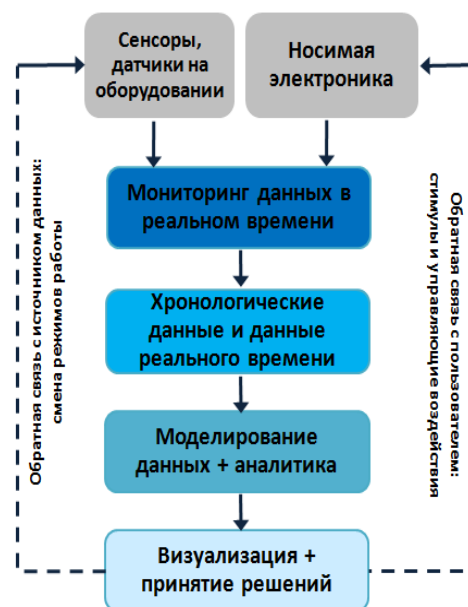 Сенсоры,
датчики на
оборудовании
Носимая
электроника
Мониторинг данных в
реальном времени
Хронологические
данные и данные
реального времени
Моделирование
данных + аналитика
Визуализация +
принятие решений
Обратная связь с источником данных:
смена режимов работы
Обратная связь с пользователем:
стимулы и управляющие воздействия